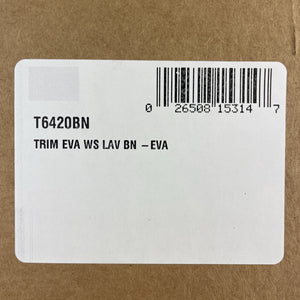 0 26508 15314 7
T6420BN
TRIM EVA WS LAV BN – EVA